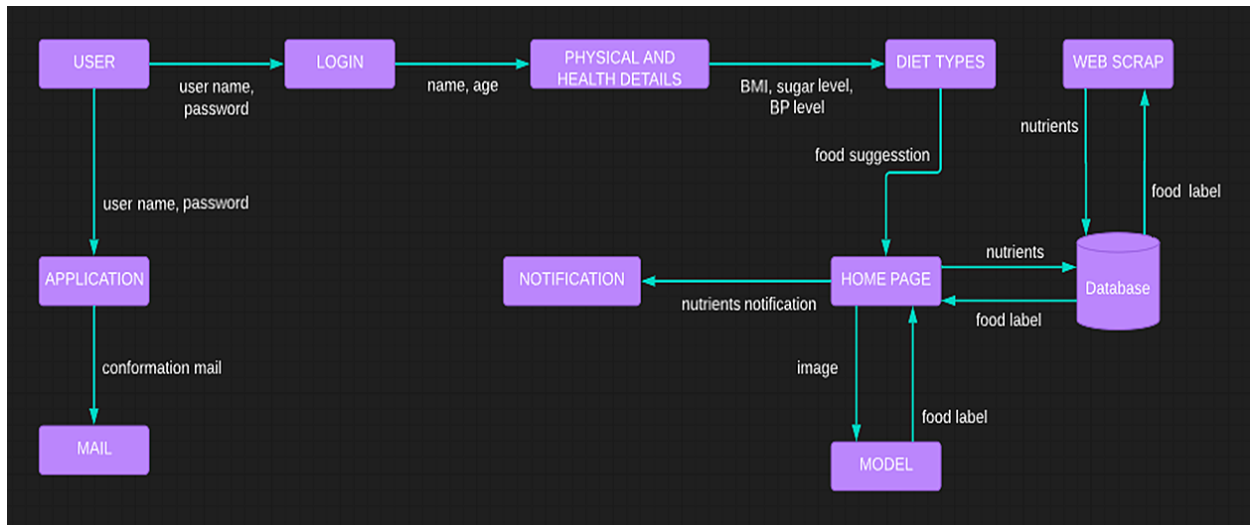 USER
LOGIN
PHYSICAL AND
HEALTH DETAILS
DIET TYPES
WEB SCRAP
user name,
password
name, age
BMI, sugar level,
BP level
nutrients
food suggesstion
food label
user name, password
APPLICATION
NOTIFICATION
HOME PAGE
nutrients
Database
nutrients notification
food label
conformation mail
image
food label
MAIL
MODEL